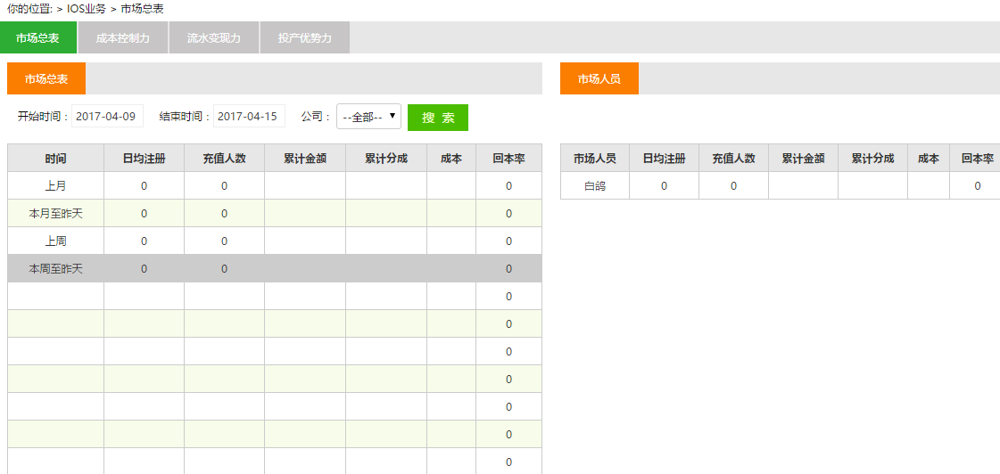 你的位置: > IOS业务 > 市场总表
市场总表 成本控制力 流水变现力 投产优势力
市场总表
开始时间： 2017-04-09 结束时间： 2017-04-15 公司： --全部-- 搜 索
时间 日均注册 充值人数 累计金额 累计分成 成本 回本率
上月 0 0 0
本月至昨天 0 0 0
上周 0 0 0
本周至昨天 0 0 0
0
0
0
0
0
0
0
市场人员
市场人员 日均注册 充值人数 累计金额 累计分成 成本 回本率
白鸽 0 0 0